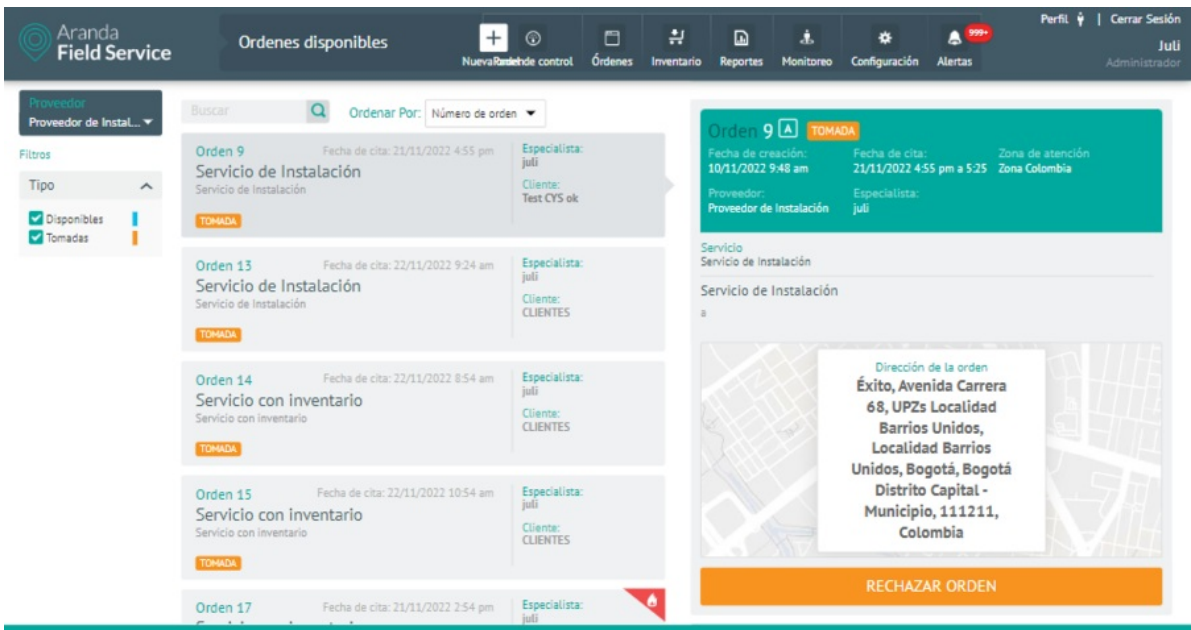 Aranda
Field Service
Ordenes disponibles
Nueva Orden
de control
Órdenes
Inventario
Reportes
Monitoreo
Configuración
Alertas
999+
Perfil | Cerrar Sesión
Juli
Administrador
Proveedor
Proveedor de Instal...
Filtros
Tipo
Disponibles
Tomadas
Buscar
Ordenar Por: Número de orden
Orden 9 Fecha de cita: 21/11/2022 4:55 pm
Servicio de Instalación
Servicio de Instalación
TOMADA
Especialista:
juli
Cliente:
Test CYS ok
Orden 13 Fecha de cita: 22/11/2022 9:24 am
Servicio de Instalación
Servicio de Instalación
TOMADA
Especialista:
juli
Cliente:
CLIENTES
Orden 14 Fecha de cita: 22/11/2022 8:54 am
Servicio con inventario
Servicio con inventario
TOMADA
Especialista:
juli
Cliente:
CLIENTES
Orden 15 Fecha de cita: 22/11/2022 10:54 am
Servicio con inventario
Servicio con inventario
TOMADA
Especialista:
juli
Cliente:
CLIENTES
Orden 17 Fecha de cita: 21/11/2022 2:54 pm
Especialista:
juli
Orden 9 A TOMADA
Fecha de creación:
10/11/2022 9:48 am
Fecha de cita:
21/11/2022 4:55 pm a 5:25
Zona de atención
Zona Colombia
Proveedor:
Proveedor de Instalación
Especialista:
juli
Servicio
Servicio de Instalación
Servicio de Instalación
a
Dirección de la orden
Éxito, Avenida Carrera
68, UPZs Localidad
Barrios Unidos,
Localidad Barrios
Unidos, Bogotá, Bogotá
Distrito Capital -
Municipio, 111211,
Colombia
RECHAZAR ORDEN